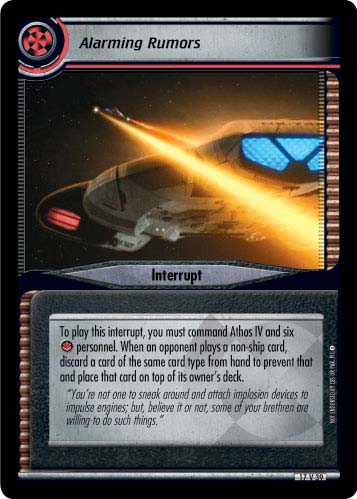 Alarming Rumors
Interrupt
To play this interrupt, you must command Athos IV and six
personnel. When an opponent plays a non-ship card,
discard a card of the same card type from hand to prevent that
and place that card on top of its owner's deck.
"You're not one to sneak around and attach implosion devices to
impulse engines; but, believe it or not, some of your brethren are
willing to do such things."
17 V 39